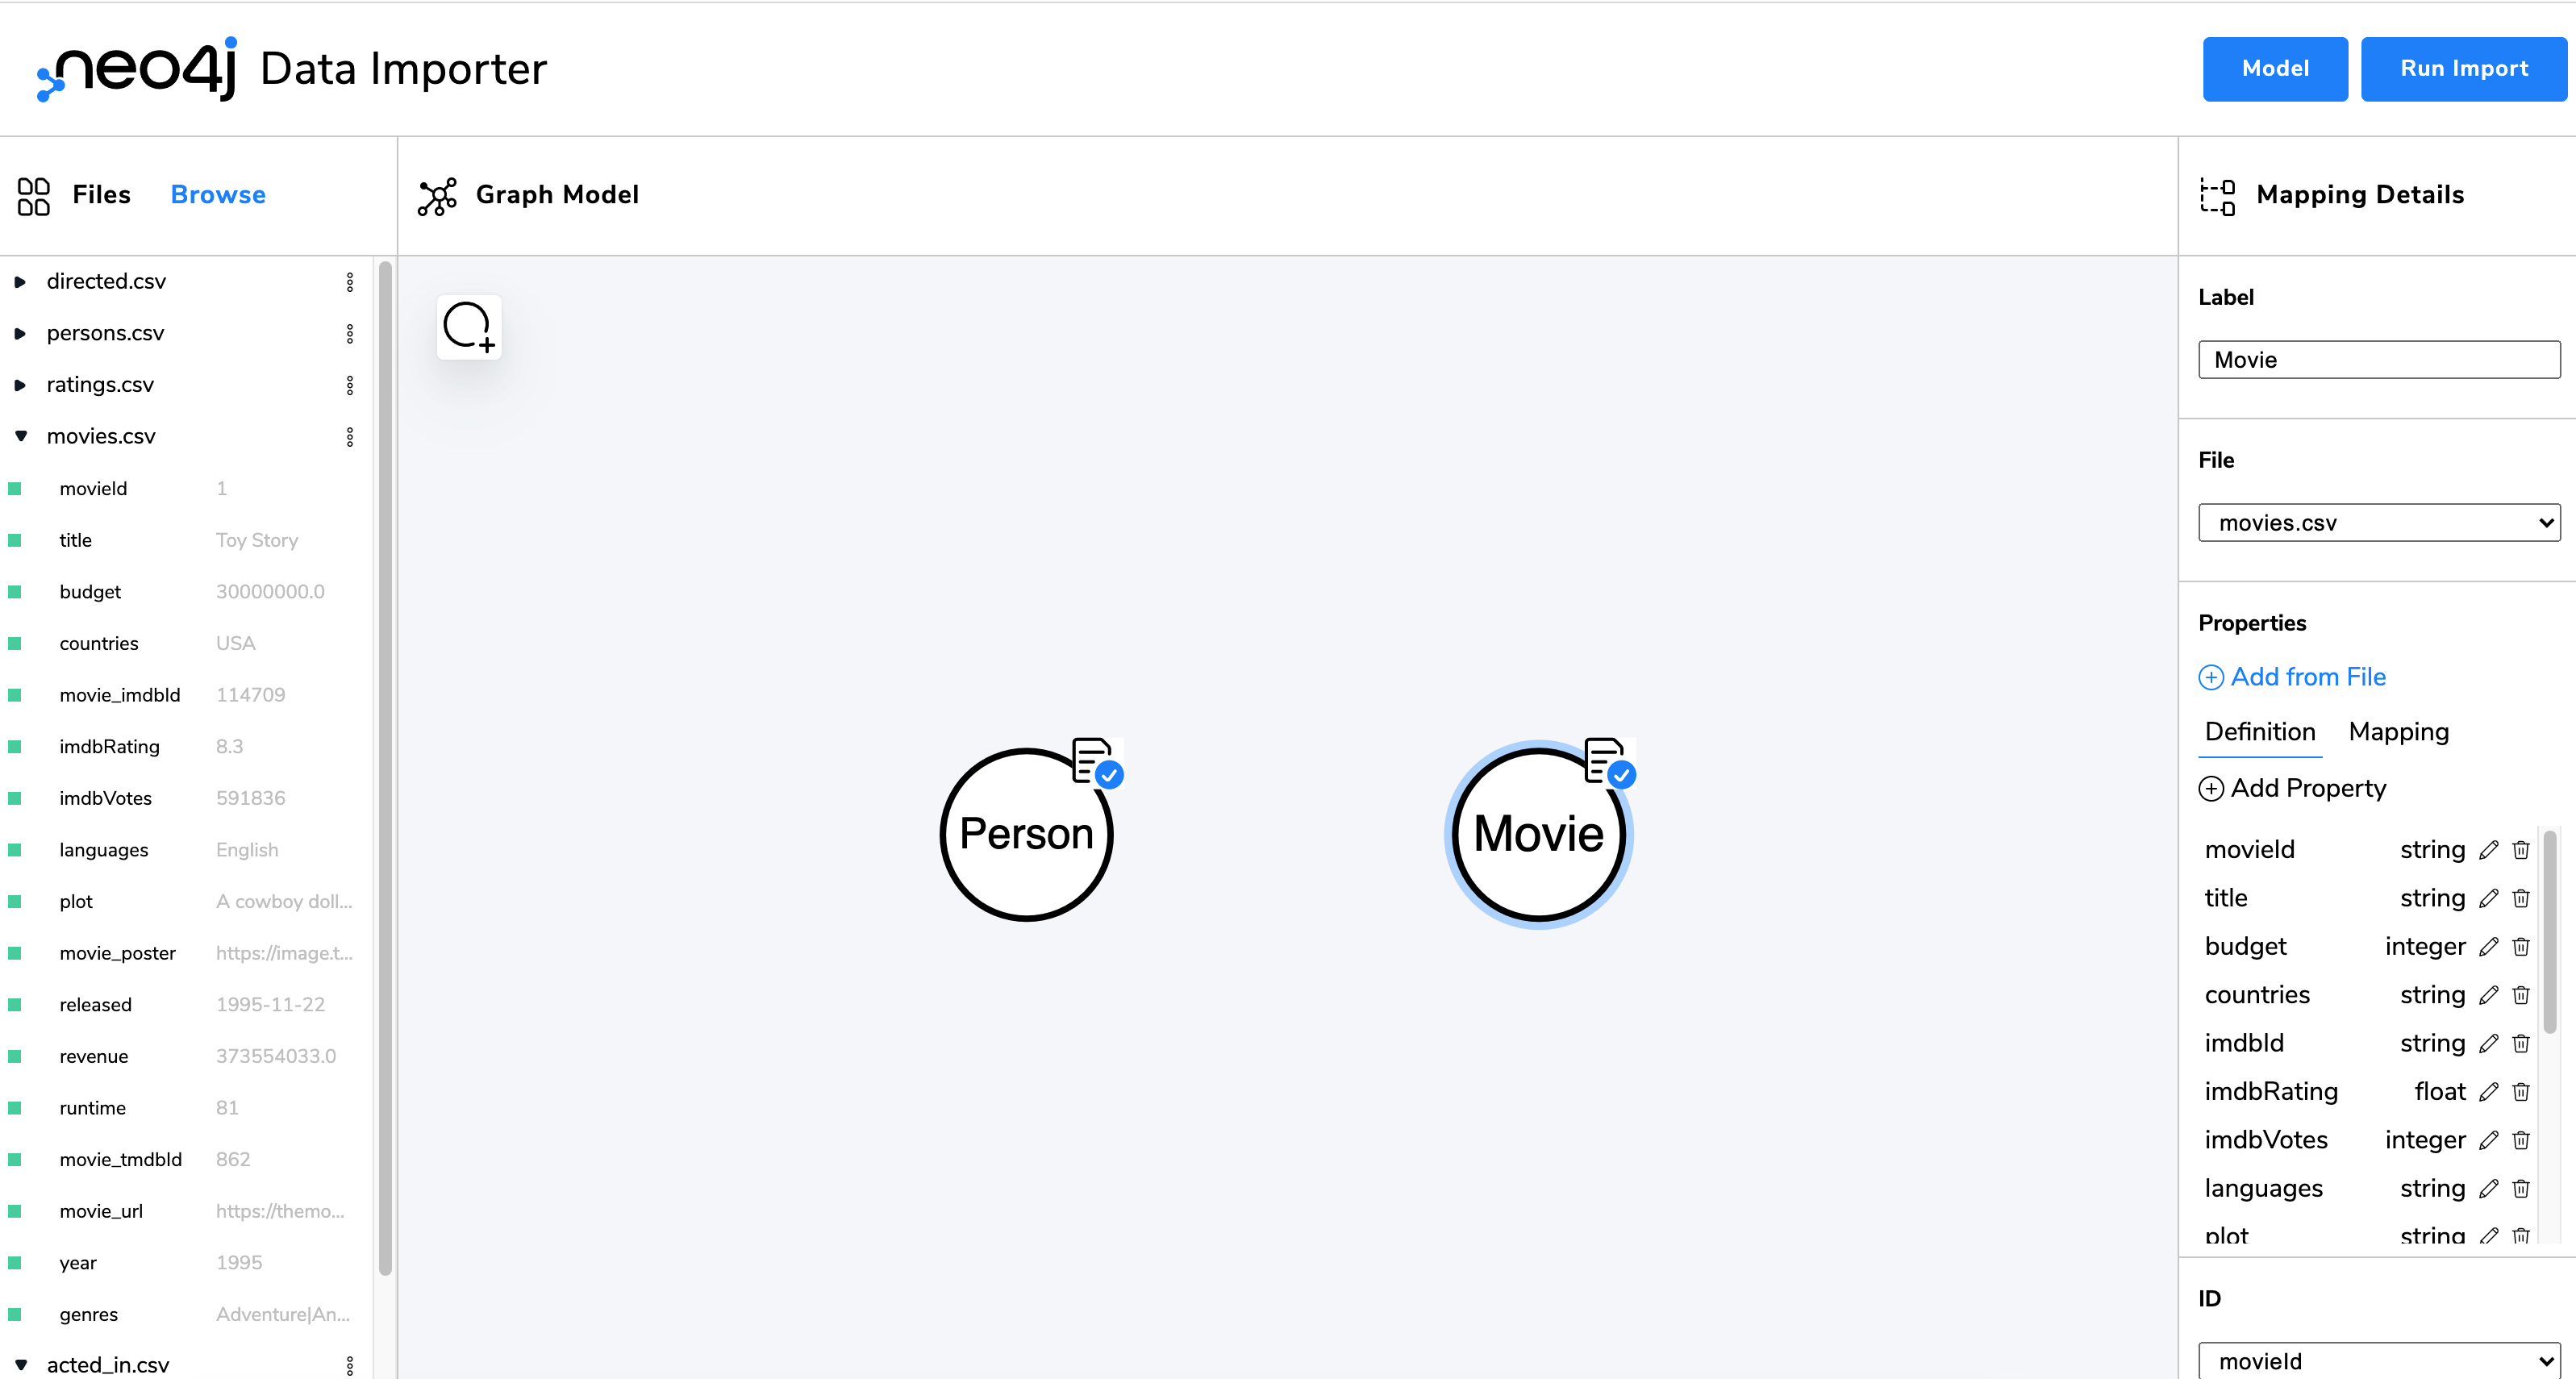 neo4j Data Importer
Model
Run Import
Files
Browse
Graph Model
Mapping Details
directed.csv
persons.csv
ratings.csv
movies.csv
movieId 1
title Toy Story
budget 30000000.0
countries USA
movie_imdbId 114709
imdbRating 8.3
imdbVotes 591836
languages English
plot A cowboy doll...
movie_poster https://image.t...
released 1995-11-22
revenue 373554033.0
runtime 81
movie_tmdbId 862
movie_url https://themo...
year 1995
genres Adventure|An...
acted_in.csv
Person
Movie
Label
Movie
File
movies.csv
Properties
Add from File
Definition Mapping
Add Property
movieId string
title string
budget integer
countries string
imdbId string
imdbRating float
imdbVotes integer
languages string
plot string
ID
movieId